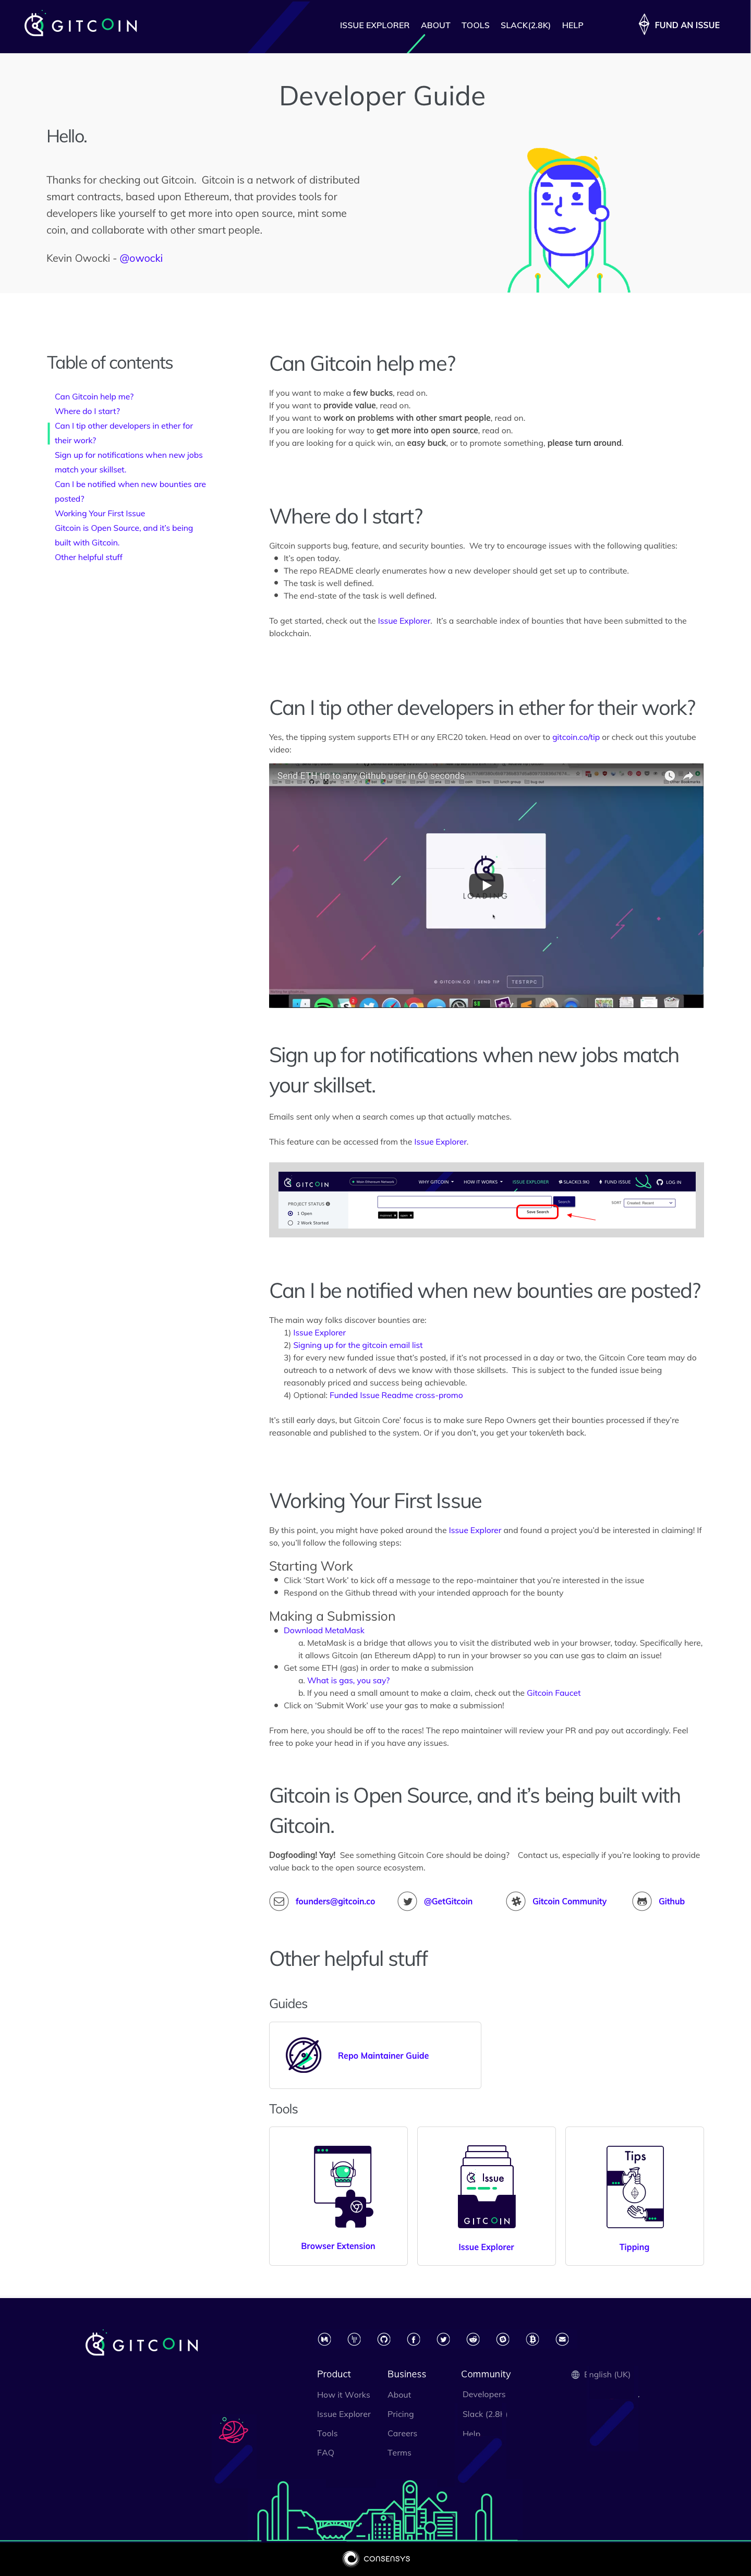 GITCOIN
ISSUE EXPLORER ABOUT TOOLS SLACK(2.8K) HELP
FUND AN ISSUE
Developer Guide
Hello.
Thanks for checking out Gitcoin. Gitcoin is a network of distributed
smart contracts, based upon Ethereum, that provides tools for
developers like yourself to get more into open source, mint some
coin, and collaborate with other smart people.
Kevin Owocki - @owocki
Table of contents
Can Gitcoin help me?
Where do I start?
Can I tip other developers in ether for
their work?
Sign up for notifications when new jobs
match your skillset.
Can I be notified when new bounties are
posted?
Working Your First Issue
Gitcoin is Open Source, and it's being
built with Gitcoin.
Other helpful stuff
Can Gitcoin help me?
If you want to make a few bucks, read on.
If you want to provide value, read on.
If you want to work on problems with other smart people, read on.
If you are looking for way to get more into open source, read on.
If you are looking for a quick win, an easy buck, or to promote something, please turn around.
Where do I start?
Gitcoin supports bug, feature, and security bounties. We try to encourage issues with the following qualities:
It's open today.
The repo README clearly enumerates how a new developer should get set up to contribute.
The task is well defined.
The end-state of the task is well defined.
To get started, check out the Issue Explorer. It's a searchable index of bounties that have been submitted to the
blockchain.
Can I tip other developers in ether for their work?
Yes, the tipping system supports ETH or any ERC20 token. Head on over to gitcoin.co/tip or check out this youtube
video:
Send ETH tip to any Github user in 60 seconds
LOADING
© GITCOIN.CO | SEND TIP TESTRPC
Sign up for notifications when new jobs match
your skillset.
Emails sent only when a search comes up that actually matches.
This feature can be accessed from the Issue Explorer.
GITCOIN
Main Ethereum Network
WHY GITCOIN HOW IT WORKS ISSUE EXPLORER SLACK(3.9K) FUND ISSUE LOG IN
PROJECT STATUS
Search
SORT Created: Recent
1 Open
Save Search
2 Work Started
Can I be notified when new bounties are posted?
The main way folks discover bounties are:
1) Issue Explorer
2) Signing up for the gitcoin email list
3) for every new funded issue that's posted, if it's not processed in a day or two, the Gitcoin Core team may do
outreach to a network of devs we know with those skillsets. This is subject to the funded issue being
reasonably priced and success being achievable.
4) Optional: Funded Issue Readme cross-promo
It's still early days, but Gitcoin Core' focus is to make sure Repo Owners get their bounties processed if they're
reasonable and published to the system. Or if you don't, you get your token/eth back.
Working Your First Issue
By this point, you might have poked around the Issue Explorer and found a project you'd be interested in claiming! If
so, you'll follow the following steps:
Starting Work
Click 'Start Work' to kick off a message to the repo-maintainer that you're interested in the issue
Respond on the Github thread with your intended approach for the bounty
Making a Submission
Download MetaMask
a. MetaMask is a bridge that allows you to visit the distributed web in your browser, today. Specifically here,
it allows Gitcoin (an Ethereum dApp) to run in your browser so you can use gas to claim an issue!
Get some ETH (gas) in order to make a submission
a. What is gas, you say?
b. If you need a small amount to make a claim, check out the Gitcoin Faucet
Click on 'Submit Work' use your gas to make a submission!
From here, you should be off to the races! The repo maintainer will review your PR and pay out accordingly. Feel
free to poke your head in if you have any issues.
Gitcoin is Open Source, and it's being built with
Gitcoin.
Dogfooding! Yay! See something Gitcoin Core should be doing? Contact us, especially if you're looking to provide
value back to the open source ecosystem.
founders@gitcoin.co @GetGitcoin Gitcoin Community Github
Other helpful stuff
Guides
Repo Maintainer Guide
Tools
Issue
GITCOIN
Tips
Browser Extension Issue Explorer Tipping
GITCOIN
Product Business Community English (UK)
How it Works About Developers
Issue Explorer Pricing Slack (2.8
Tools Careers Help
FAQ Terms
CONSENSYS